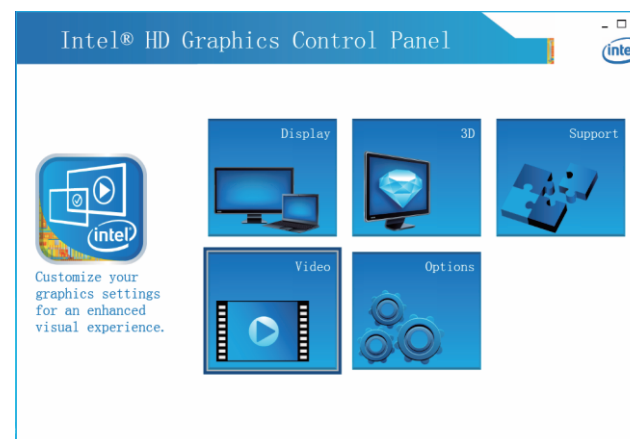 Intel® HD Graphics Control Panel
Display
3D
Support
intel
Customize your
graphics settings
for an enhanced
visual experience.
Video
Options